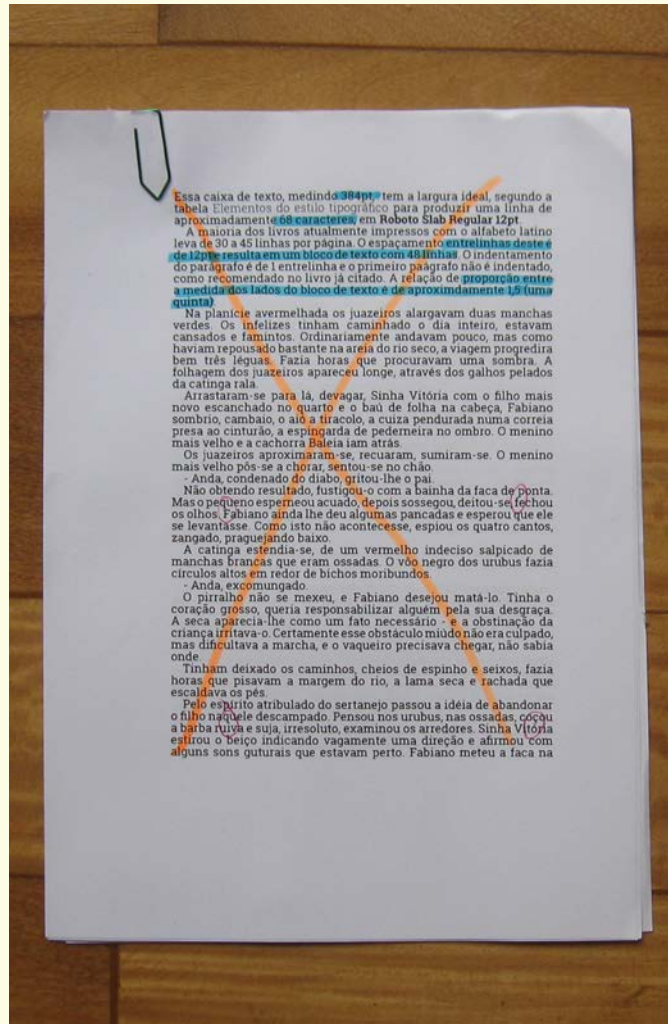 Essa caixa de texto, medindo 384pt, tem a largura ideal, segundo a
tabela Elementos do estilo tipográfico para produzir uma linha de
aproximadamente 68 caracteres, em Roboto Slab Regular 12pt.
A maioria dos livros atualmente impressos com o alfabeto latino
leva de 30 a 45 linhas por página. O espaçamento entrelinhas deste é
de 12pt e resulta em um bloco de texto com 48 linhas. O indentamento
do parágrafo é de 1 entrelinha e o primeiro paágrafo não é indentado,
como recomendado no livro já citado. A relação de proporção entre
a medida dos lados do bloco de texto é de aproximdamente 1,5 (uma
quinta)
Na planície avermelhada os juazeiros alargavam duas manchas
verdes. Os infelizes tinham caminhado o dia inteiro, estavam
cansados e famintos. Ordinariamente andavam pouco, mas como
haviam repousado bastante na areia do rio seco, a viagem progredira
bem três léguas. Fazia horas que procuravam uma sombra. A
folhagem dos juazeiros apareceu longe, através dos galhos pelados
da catinga rala.
Arrastaram-se para lá, devagar, Sinha Vitória com o filho mais
novo escanchado no quarto e o baú de folha na cabeça, Fabiano
sombrio, cambaio, o aió a tiracolo, a cuiza pendurada numa correia
presa ao cinturão, a espingarda de pederneira no ombro. O menino
mais velho e a cachorra Baleia iam atrás.
Os juazeiros aproximaram-se, recuaram, sumiram-se. O menino
mais velho pôs-se a chorar, sentou-se no chão.
- Anda, condenado do diabo, gritou-lhe o pai.
Não obtendo resultado, fustigou-o com a bainha da faca de ponta.
Mas o pequeno esperneou acuado, depois sossegou, deitou-se, fechou
os olhos. Fabiano ainda lhe deu algumas pancadas e esperou que ele
se levantasse. Como isto não acontecesse, espiou os quatro cantos,
zangado, praguejando baixo.
A catinga estendia-se, de um vermelho indeciso salpicado de
manchas brancas que eram ossadas. O vôo negro dos urubus fazia
círculos altos em redor de bichos moribundos.
- Anda, excomungado.
O pirralho não se mexeu, e Fabiano desejou matá-lo. Tinha o
coração grosso, queria responsabilizar alguém pela sua desgraça.
A seca aparecia-lhe como um fato necessário - e a obstinação da
criança irritava-o. Certamente esse obstáculo miúdo não era culpado,
mas dificultava a marcha, e o vaqueiro precisava chegar, não sabia
onde.
Tinham deixado os caminhos, cheios de espinho e seixos, fazia
horas que pisavam a margem do rio, a lama seca e rachada que
escaldava os pés.
Pelo espírito atribulado do sertanejo passou a idéia de abandonar
o filho naquele descampado. Pensou nos urubus, nas ossadas, coçou
a barba ruiva e suja, irresoluto, examinou os arredores. Sinha Vitória
estirou o beiço indicando vagamente uma direção e afirmou com
alguns sons guturais que estavam perto. Fabiano meteu a faca na